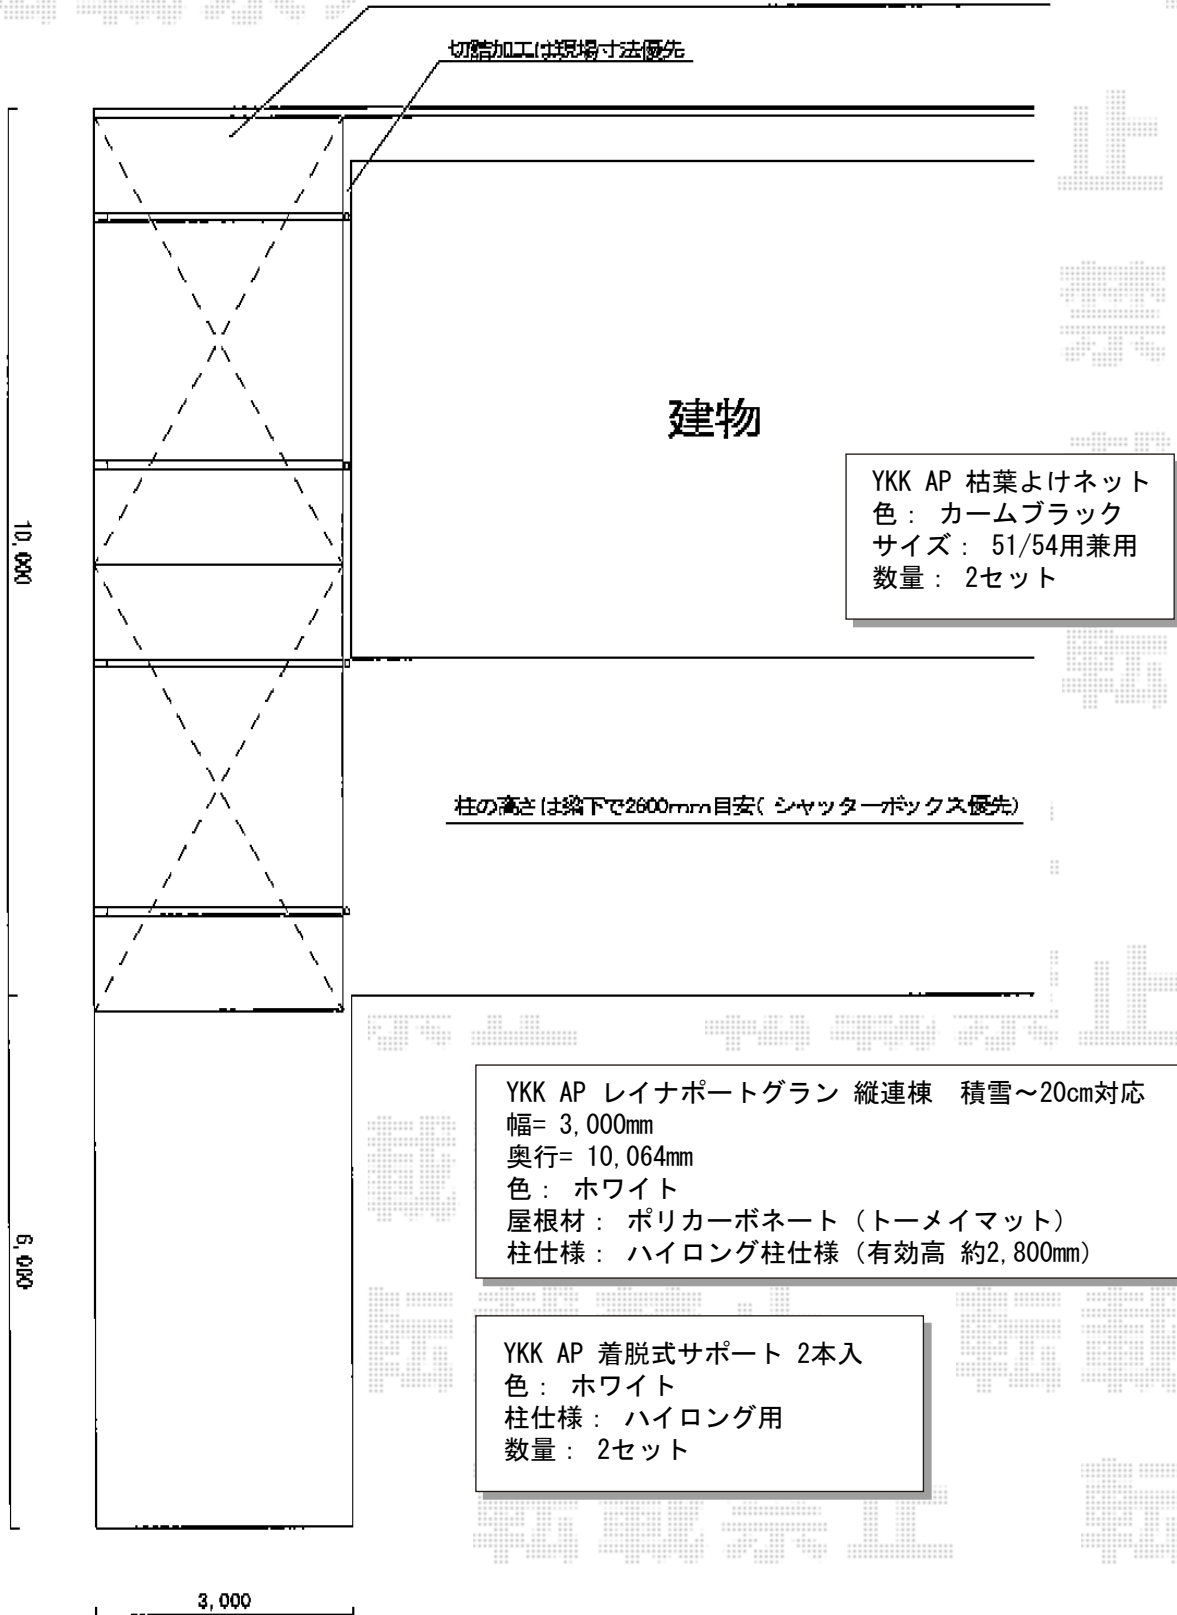 切詰加工は現場寸法優先
建物
YKK AP 枯葉よけネット
色： カームブラック
サイズ： 51/54用兼用
数量： 2セット
10,000
柱の高さは梁下で2600mm目安(シャッターボックス優先)
YKK AP レイナポートグラン 縦連棟　積雪～20cm対応
幅= 3,000mm
奥行= 10,064mm
色： ホワイト
屋根材： ポリカーボネート（トーメイマット）
柱仕様： ハイロング柱仕様（有効高 約2,800mm）
6,000
YKK AP 着脱式サポート 2本入
色： ホワイト
柱仕様： ハイロング用
数量： 2セット
3,000